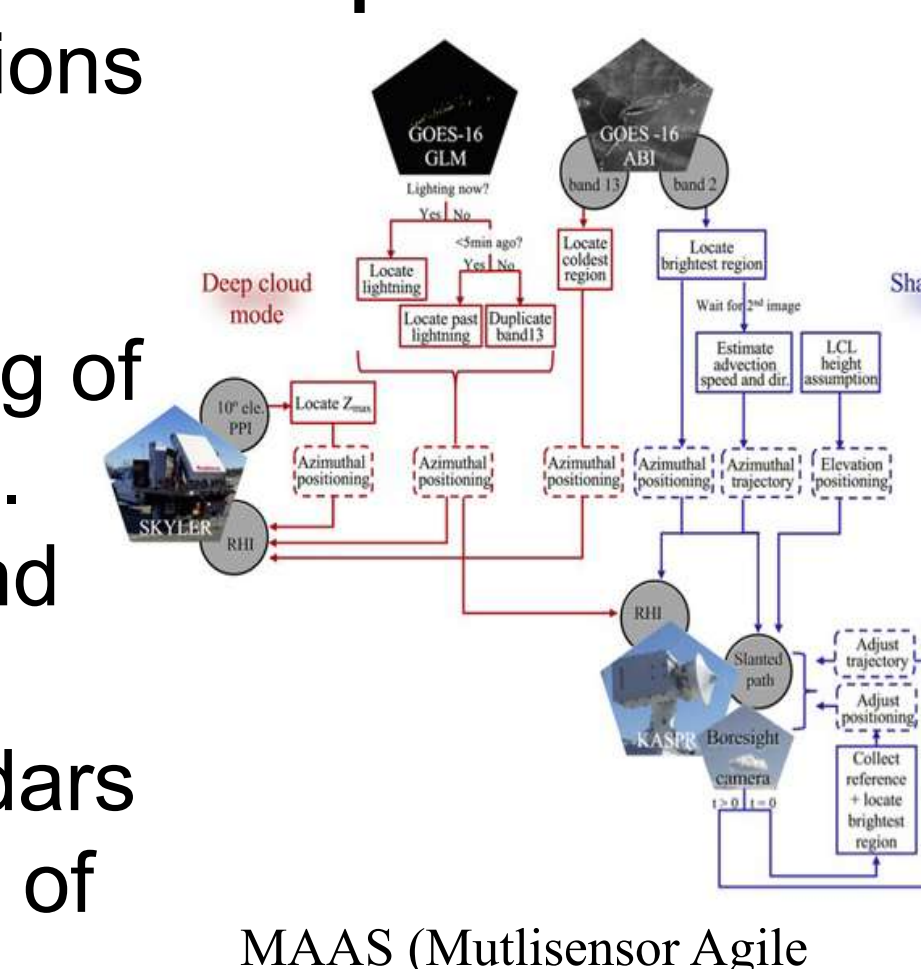 ions
g of
.
nd
dars
of
GOES-16
GLM
GOES -16
ABI
band 13
band 2
Lighting now?
Yes No
<5min ago?
Yes No
Locate
lightning
Locate past
lightning
Duplicate
band13
Locate
coldest
region
Locate
brightest region
Wait for 2nd image
Estimate
advection
speed and dir.
LCL
height
assumption
Deep cloud
mode
Sha
10º ele.
PPI
Locate Zmax
SKYLER
RHI
Azimuthal
positioning
Azimuthal
positioning
Azimuthal
positioning
Azimuthal
positioning
Azimuthal
trajectory
Elevation
positioning
RHI
KASPR
Slanted
path
Boresight
camera
t > 0 t = 0
Adjust
trajectory
Adjust
positioning
Collect
reference
+ locate
brightest
region
MAAS (Mutlisensor Agile